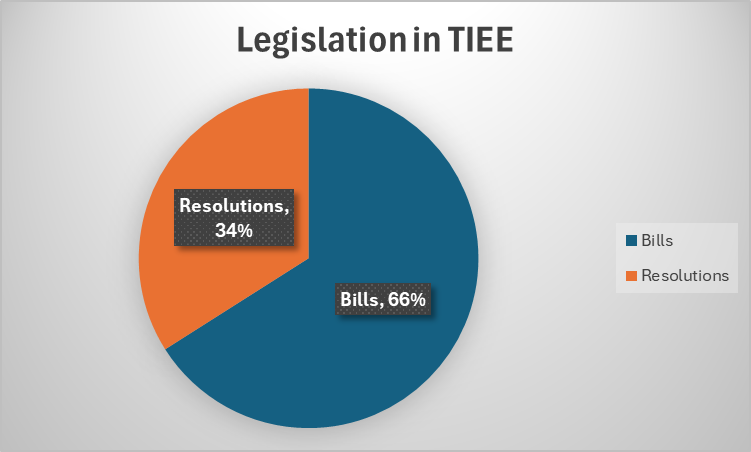 Legislation in TIEE
Resolutions,
34%
Bills, 66%
Bills
Resolutions